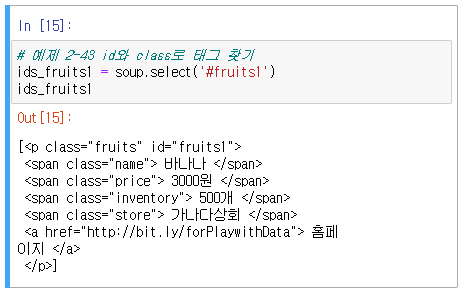 In [15]:
# 예제 2-43 id와 class로 태그 찾기
ids_fruits1 = soup.select('#fruits1')
ids_fruits1
Out[15]:
[<p class="fruits" id="fruits1">
<span class="name"> 바나나 </span>
<span class="price"> 3000원 </span>
<span class="inventory"> 500개 </span>
<span class="store"> 가나다상회 </span>
<a href="http://bit.ly/forPlaywithData"> 홈페
이지 </a>
</p>]